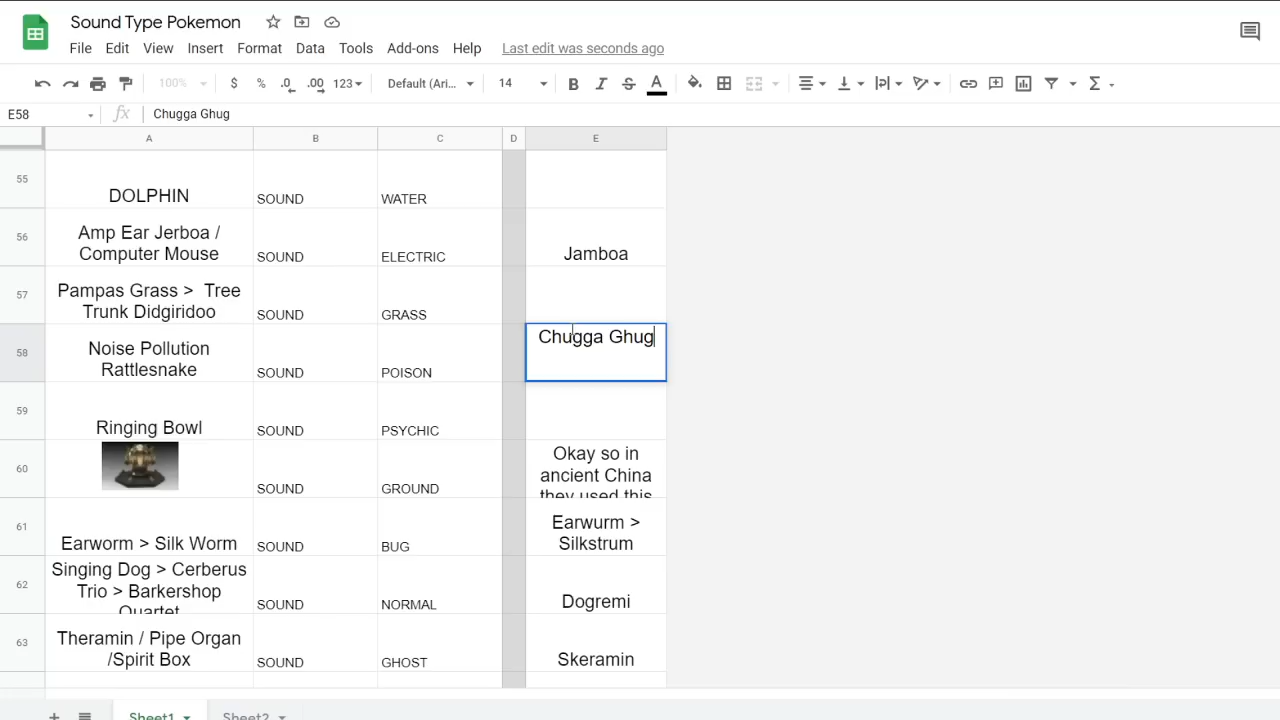 Sound Type Pokemon
File Edit View Insert Format Data Tools Add-ons Help Last edit was seconds ago
100% $ % .0 .00 123 Default (Ari... 14 B I S A
E58 fx Chugga Ghug
A B C D E
55 DOLPHIN SOUND WATER
56 Amp Ear Jerboa /
Computer Mouse SOUND ELECTRIC Jamboa
57 Pampas Grass > Tree
Trunk Didgiridoo SOUND GRASS
58 Noise Pollution
Rattlesnake SOUND POISON Chugga Ghug
59 Ringing Bowl SOUND PSYCHIC
60 SOUND GROUND Okay so in
ancient China
they used this
61 Earworm > Silk Worm SOUND BUG Earwurm >
Silkstrum
62 Singing Dog > Cerberus
Trio > Barkershop
Quartet SOUND NORMAL Dogremi
63 Theramin / Pipe Organ
/Spirit Box SOUND GHOST Skeramin
+ Sheet1 Sheet2